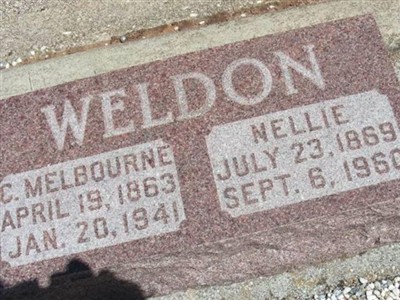 WELDON
C. MELBOURNE
APRIL 19, 1863
JAN. 20, 1941
NELLIE
JULY 23, 1869
SEPT. 6, 1960